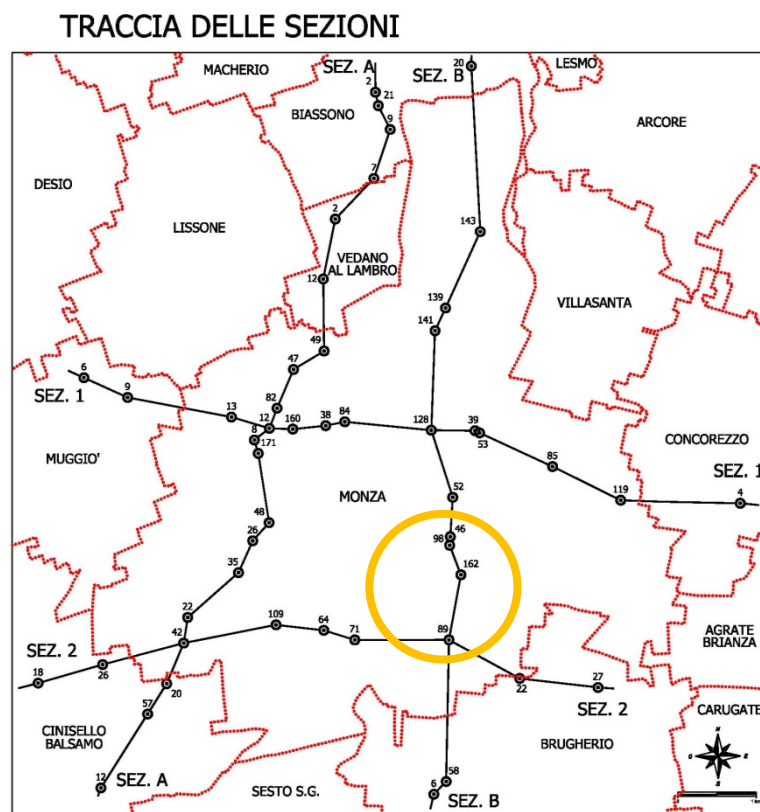 TRACCIA DELLE SEZIONI
MACHERIO
SEZ. A
SEZ. B
20
LESMO
2
21
BIASSONO
9
ARCORE
DESIO
7
LISSONE
2
143
VEDANO
AL LAMBRO
12
VILLASANTA
139
141
49
47
6
SEZ. 1
9
82
13
12
160
38
84
128
39
53
8
171
CONCOREZZO
MUGGIO'
85
SEZ. 1
119
4
MONZA
52
48
26
46
98
35
162
22
109
64
71
89
42
AGRATE
BRIANZA
SEZ. 2
18
26
20
22
27
SEZ. 2
CARUGATE
57
CINISELLO
BALSAMO
BRUGHERIO
12
SEZ. A
SESTO S.G.
58
6
SEZ. B